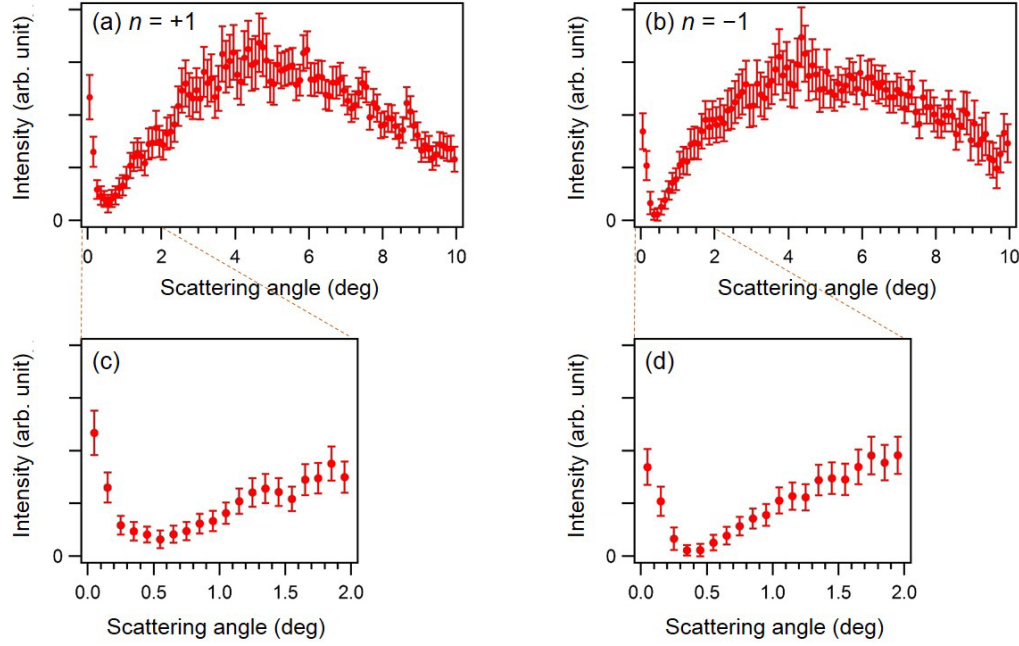 (a) n = +1
Intensity (arb. unit)
0
0 2 4 6 8 10
Scattering angle (deg)
(b) n = −1
Intensity (arb. unit)
0
0 2 4 6 8 10
Scattering angle (deg)
(c)
Intensity (arb. unit)
0
0.0 0.5 1.0 1.5 2.0
Scattering angle (deg)
(d)
Intensity (arb. unit)
0
0.0 0.5 1.0 1.5 2.0
Scattering angle (deg)